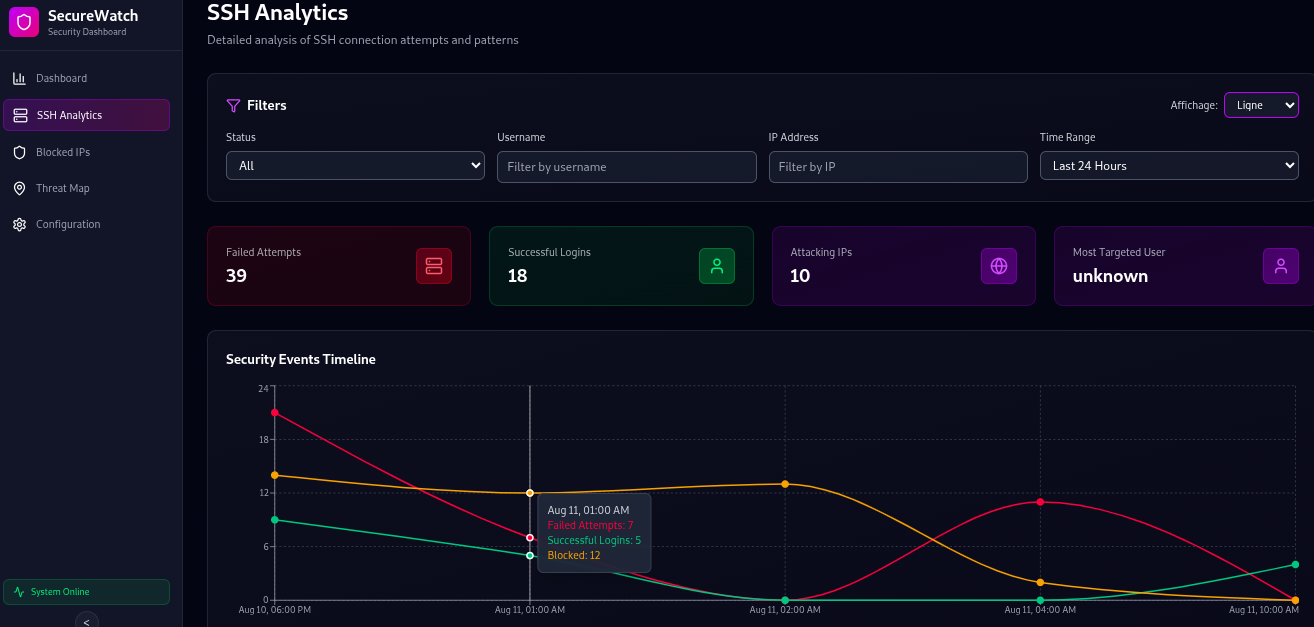 SecureWatch
Security Dashboard
Dashboard
SSH Analytics
Blocked IPs
Threat Map
Configuration
System Online
<
SSH Analytics
Detailed analysis of SSH connection attempts and patterns
Filters
Affichage: Ligne
Status
All
Username
Filter by username
IP Address
Filter by IP
Time Range
Last 24 Hours
Failed Attempts
39
Successful Logins
18
Attacking IPs
10
Most Targeted User
unknown
Security Events Timeline
24
18
12
6
0
Aug 11, 01:00 AM
Failed Attempts: 7
Successful Logins: 5
Blocked: 12
Aug 10, 06:00 PM
Aug 11, 01:00 AM
Aug 11, 02:00 AM
Aug 11, 04:00 AM
Aug 11, 10:00 AM